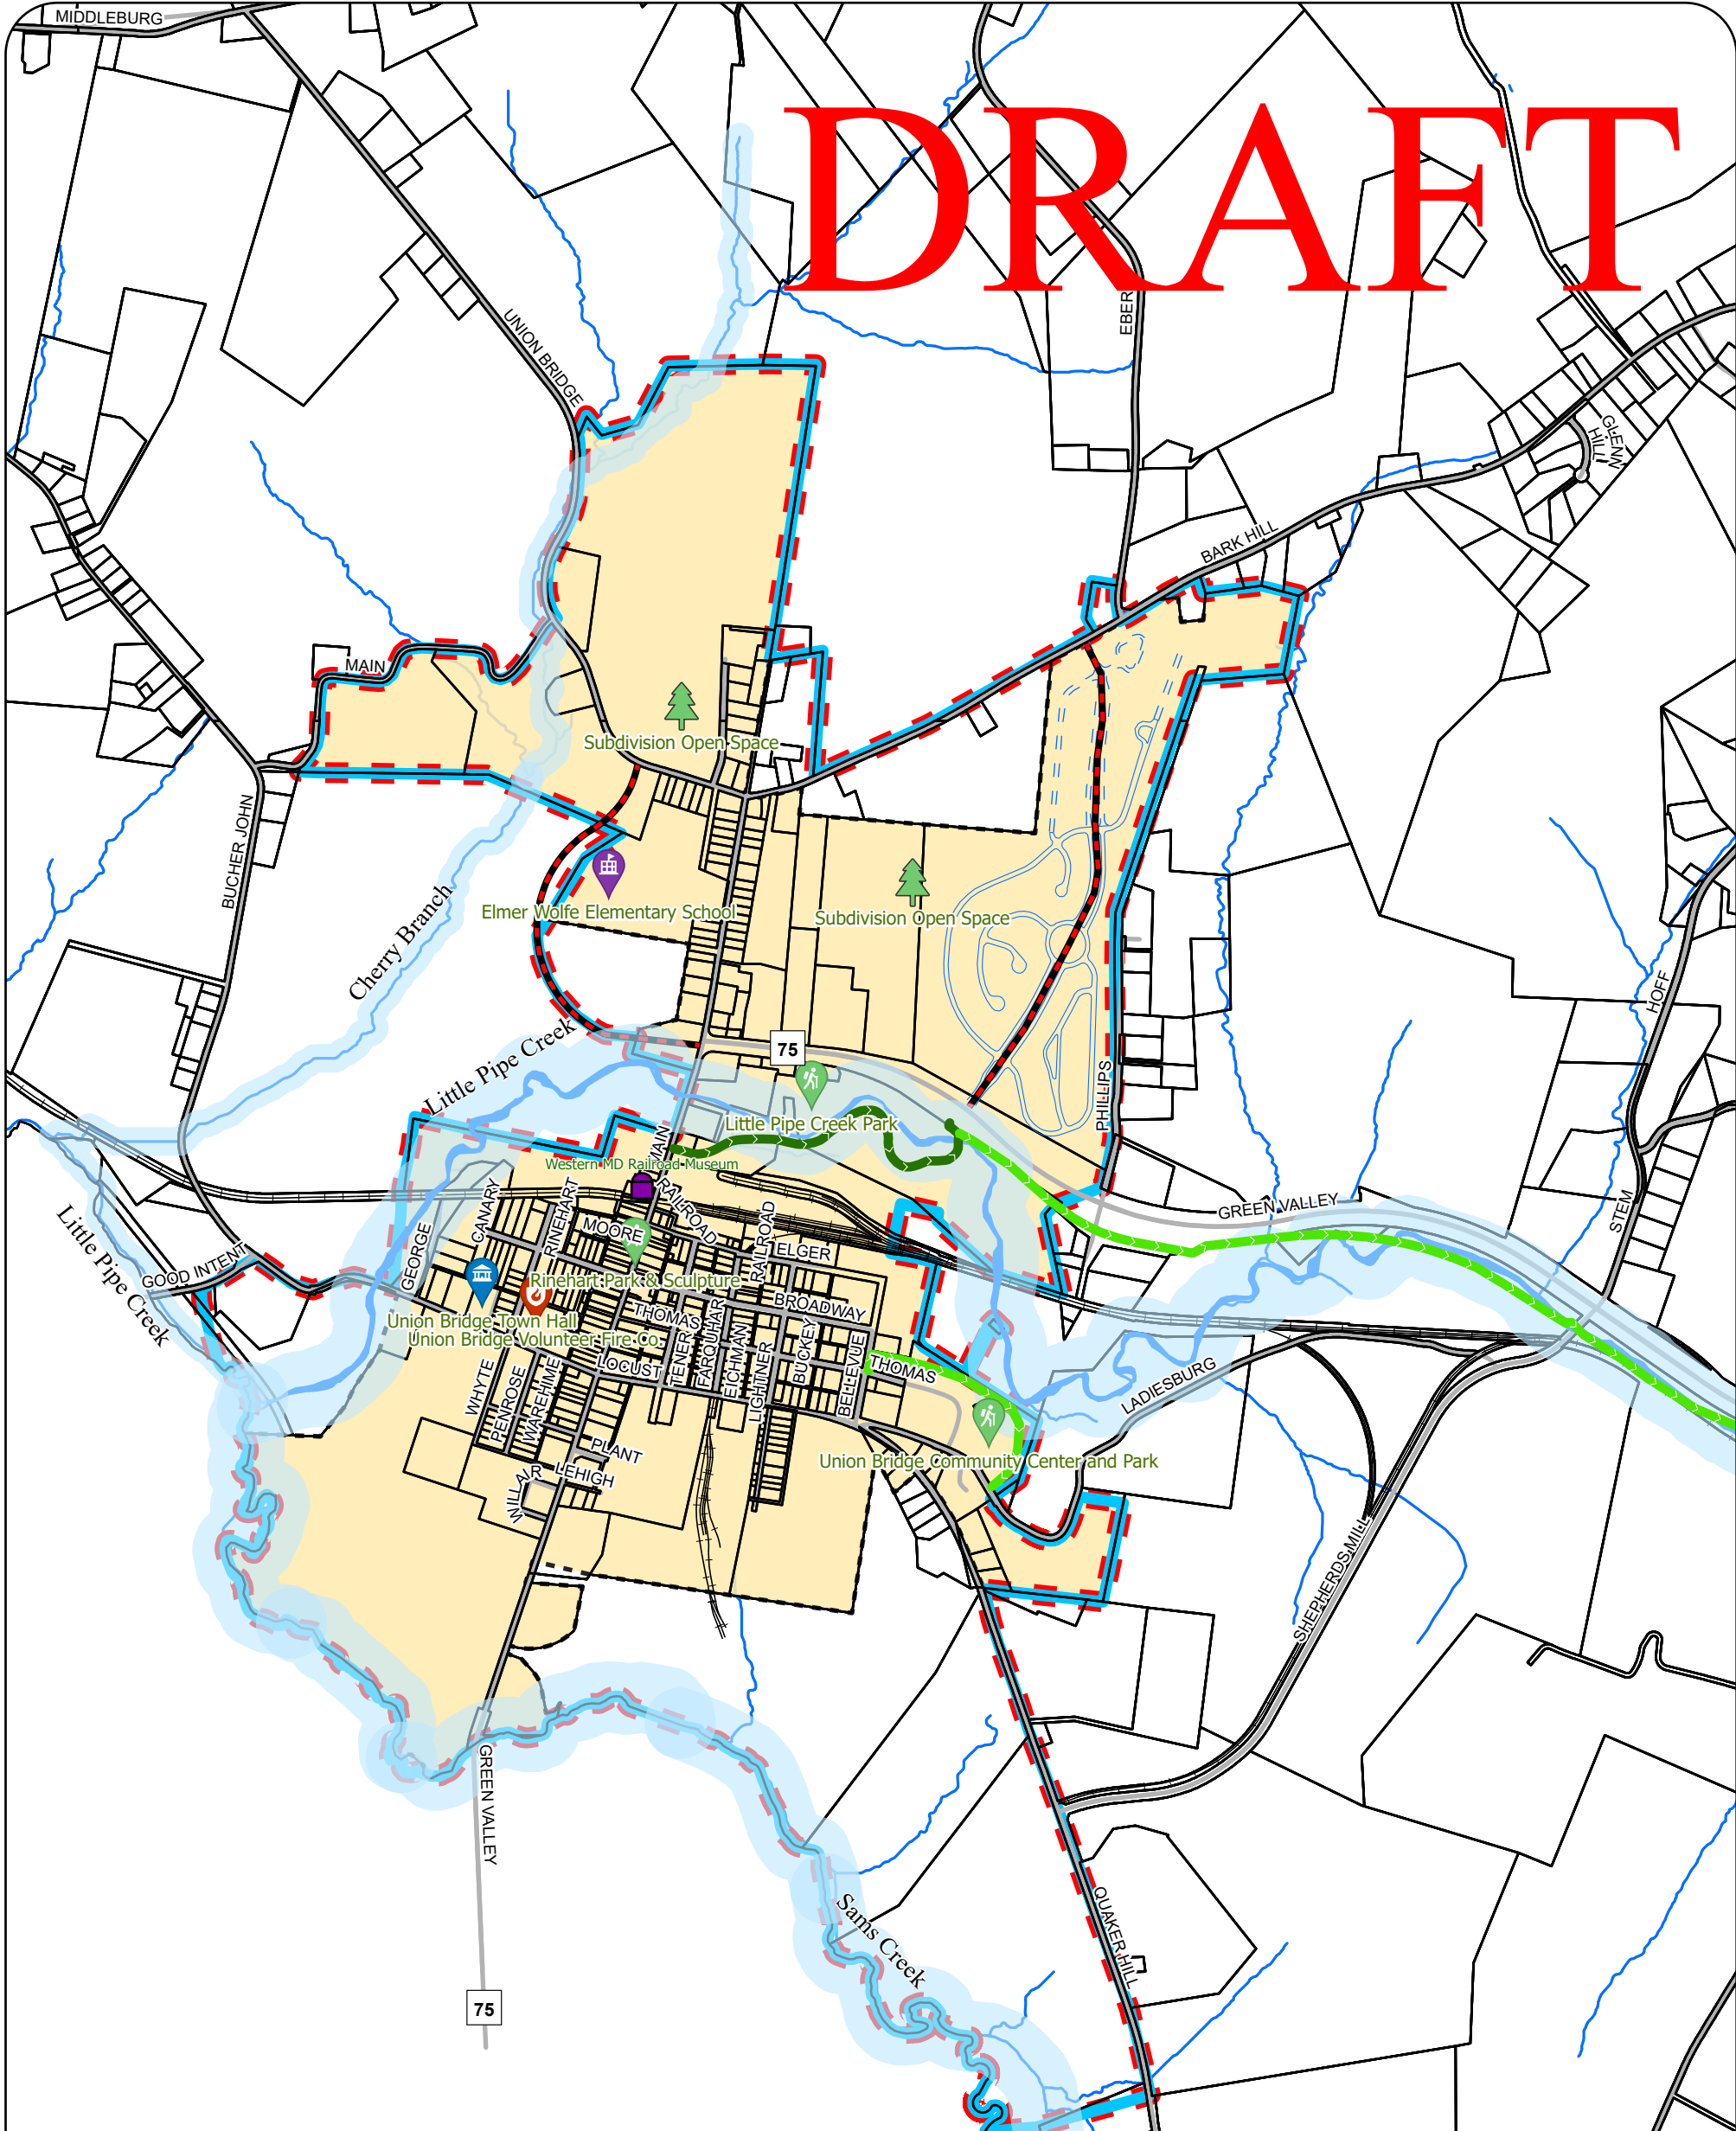 MIDDLEBURG
DRAFT
EBER
UNION BRIDGE
GLENN
HILL
BARK HILL
MAIN
Subdivision Open Space
BUCHER JOHN
Elmer Wolfe Elementary School
Subdivision Open Space
Cherry Branch
HOFF
Little Pipe Creek
75
PHILLIPS
Little Pipe Creek Park
MAIN
Western MD Railroad Museum
RAILROAD
CANARY
RINEHART
MOORE
RAILROAD
ELGER
GREEN VALLEY
STEM
Little Pipe Creek
GOOD INTENT
GEORGE
Rinehart Park & Sculpture
BROADWAY
Union Bridge Town Hall
THOMAS
Union Bridge Volunteer Fire Co.
WHYTE
PENROSE
WAREHIME
LOCUST
TENER
FARQUHAR
EICHMAN
LIGHTNER
BUCKEY
BELLEVUE
THOMAS
LADIESBURG
PLANT
LEHIGH
WILL AIR
Union Bridge Community Center and Park
SHEPHERDS MILL
GREEN VALLEY
Sams Creek
QUAKER HILL
75